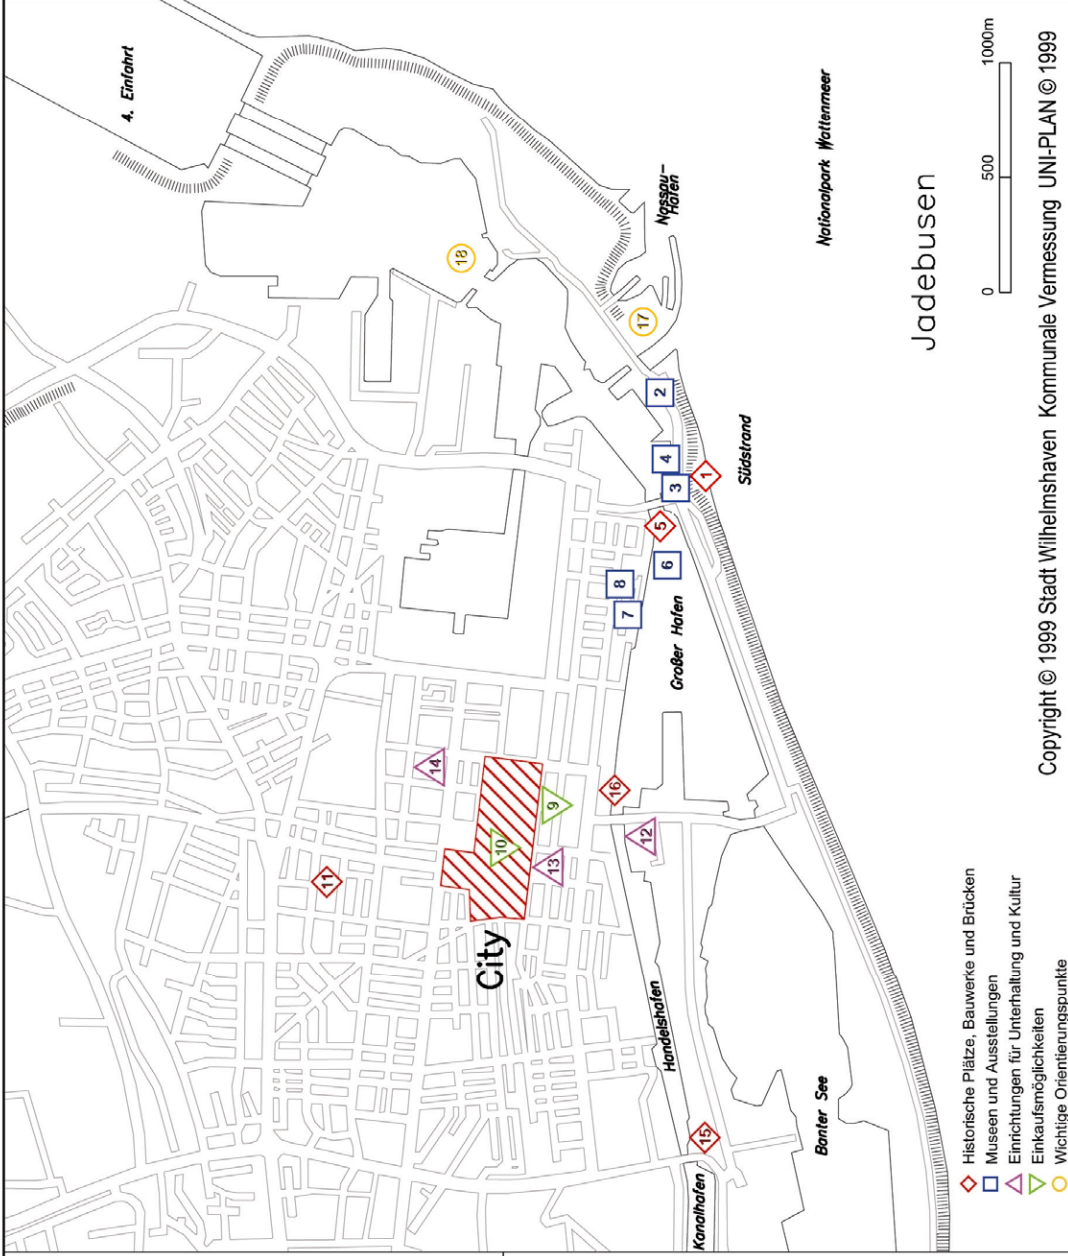 4. Einfahrt
18
Nassau-
Hafen
17
Nationalpark Wattenmeer
Jadebusen
2
4
3
1
Südstrand
5
6
8
7
Großer Hafen
14
16
9
10
12
13
11
City
Handelshafen
15
Banter See
Kanalhafen
0 500 1000m
Historische Plätze, Bauwerke und Brücken
Museen und Ausstellungen
Einrichtungen für Unterhaltung und Kultur
Einkaufsmöglichkeiten
Wichtige Orientierungspunkte
Copyright © 1999 Stadt Wilhelmshaven Kommunale Vermessung UNI-PLAN © 1999